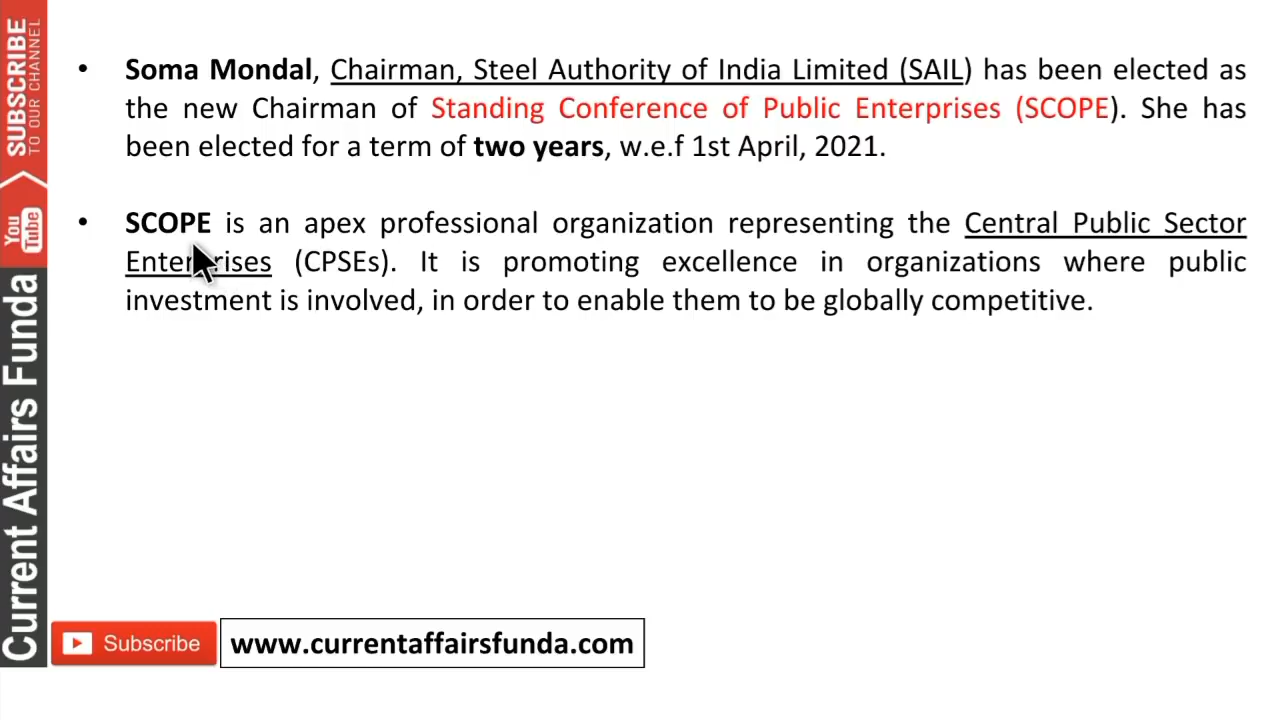 • Soma Mondal, Chairman, Steel Authority of India Limited (SAIL) has been elected as
the new Chairman of Standing Conference of Public Enterprises (SCOPE). She has
been elected for a term of two years, w.e.f 1st April, 2021.
• SCOPE is an apex professional organization representing the Central Public Sector
Enterprises (CPSEs). It is promoting excellence in organizations where public
investment is involved, in order to enable them to be globally competitive.
SUBSCRIBE
TO OUR CHANNEL
You
Tube
Current Affairs Funda
Subscribe
www.currentaffairsfunda.com